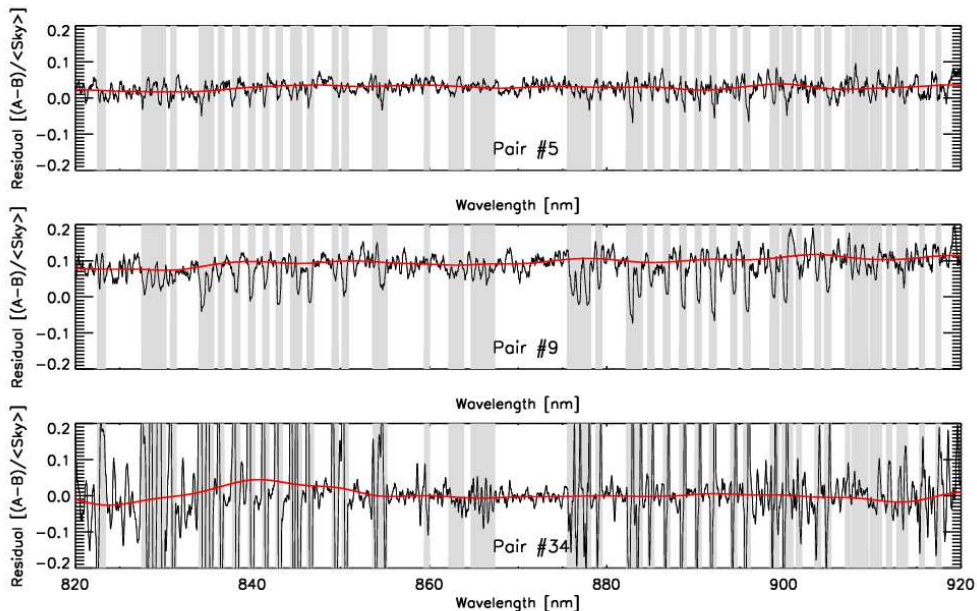 Residual [(A−B)/<Sky>]
0.2
0.1
0.0
−0.1
−0.2
Pair #5
Wavelength [nm]
Residual [(A−B)/<Sky>]
0.2
0.1
0.0
0.1
0.2
Pair #9
Wavelength [nm]
Residual [(A−B)/<Sky>]
0.2
0.1
0.0
−0.1
−0.2
Pair #34
820 840 860 880 900 920
Wavelength [nm]